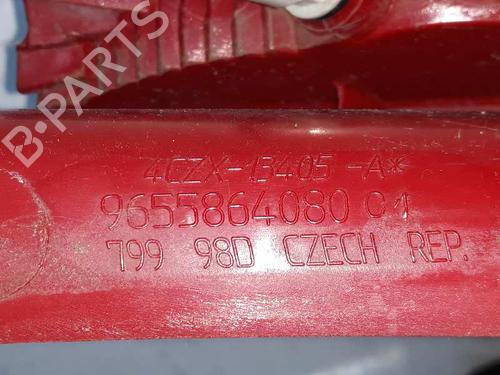 B-PARTS
4CZX-13405-A*
9655864080 01
799 98D CZECH REP.